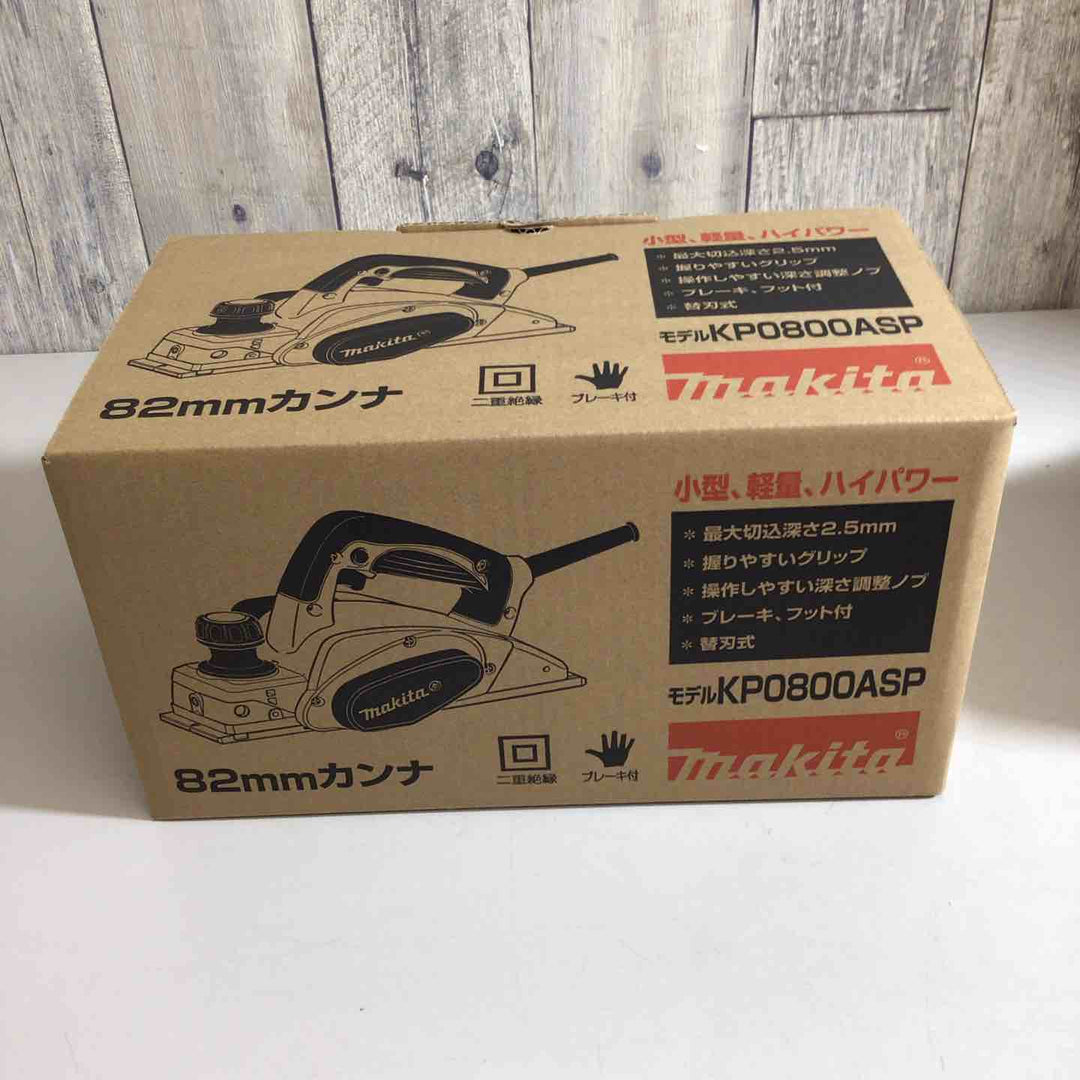 小型、軽量、ハイパワー
* 最大切込深さ2.5mm
* 握りやすいグリップ
* 操作しやすい深さ調整ノブ
* ブレーキ、フット付
* 替刃式
モデルKP0800ASP
makita®
makita®
82mmカンナ
二重絶縁
ブレーキ付
小型、軽量、ハイパワー
* 最大切込深さ2.5mm
* 握りやすいグリップ
* 操作しやすい深さ調整ノブ
* ブレーキ、フット付
* 替刃式
モデルKP0800ASP
makita®
makita®
82mmカンナ
二重絶縁
ブレーキ付